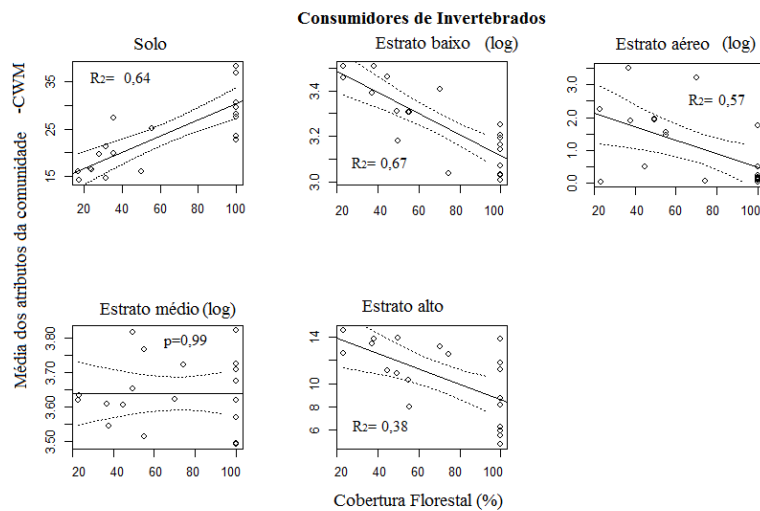 Consumidores de Invertebrados
Solo
Estrato baixo (log)
Estrato aéreo (log)
Média dos atributos da comunidade -CWM
R2= 0,64
15 25 35
20 40 60 80 100
R2= 0,67
3.0 3.2 3.4
20 40 60 80 100
R2= 0,57
0.0 1.0 2.0 3.0
20 40 60 80 100
Estrato médio (log)
Estrato alto
p=0,99
3.50 3.60 3.70 3.80
20 40 60 80 100
R2= 0,38
6 8 10 14
20 40 60 80 100
Cobertura Florestal (%)